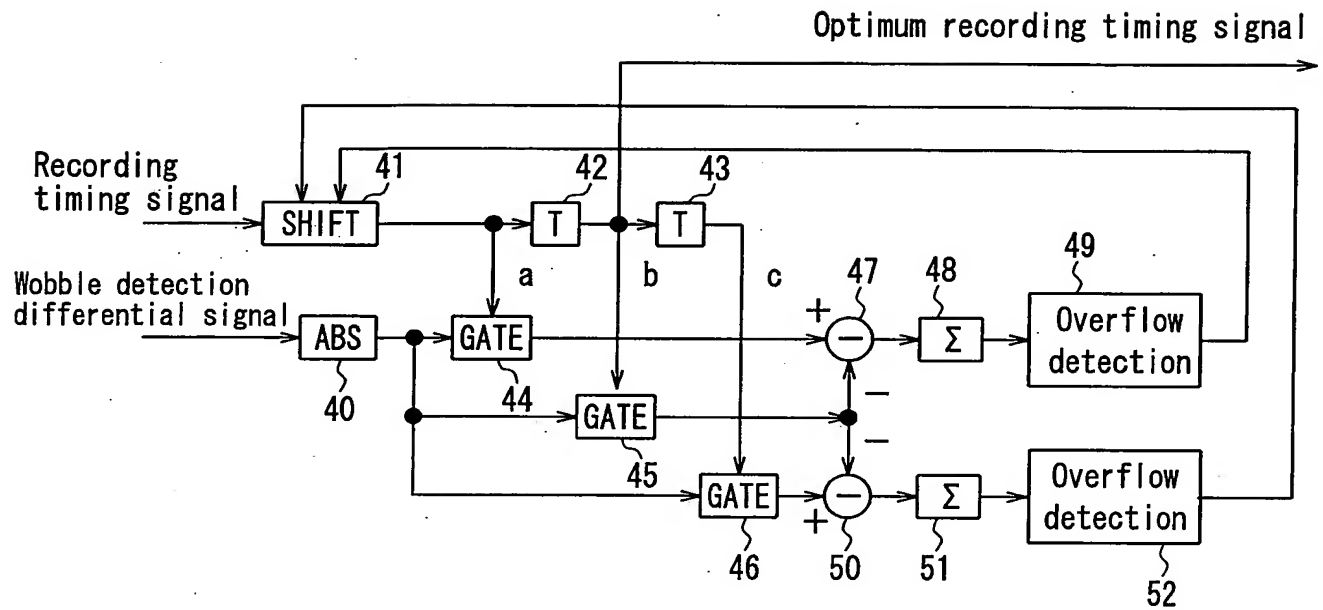 Optimum recording timing signal
Recording
timing signal
41
42
43
SHIFT
T
T
a
b
c
47
48
49
Wobble detection
differential signal
ABS
GATE
+
−
Σ
Overflow
detection
40
44
−
GATE
−
45
GATE
+
−
Σ
Overflow
detection
46
50
51
52